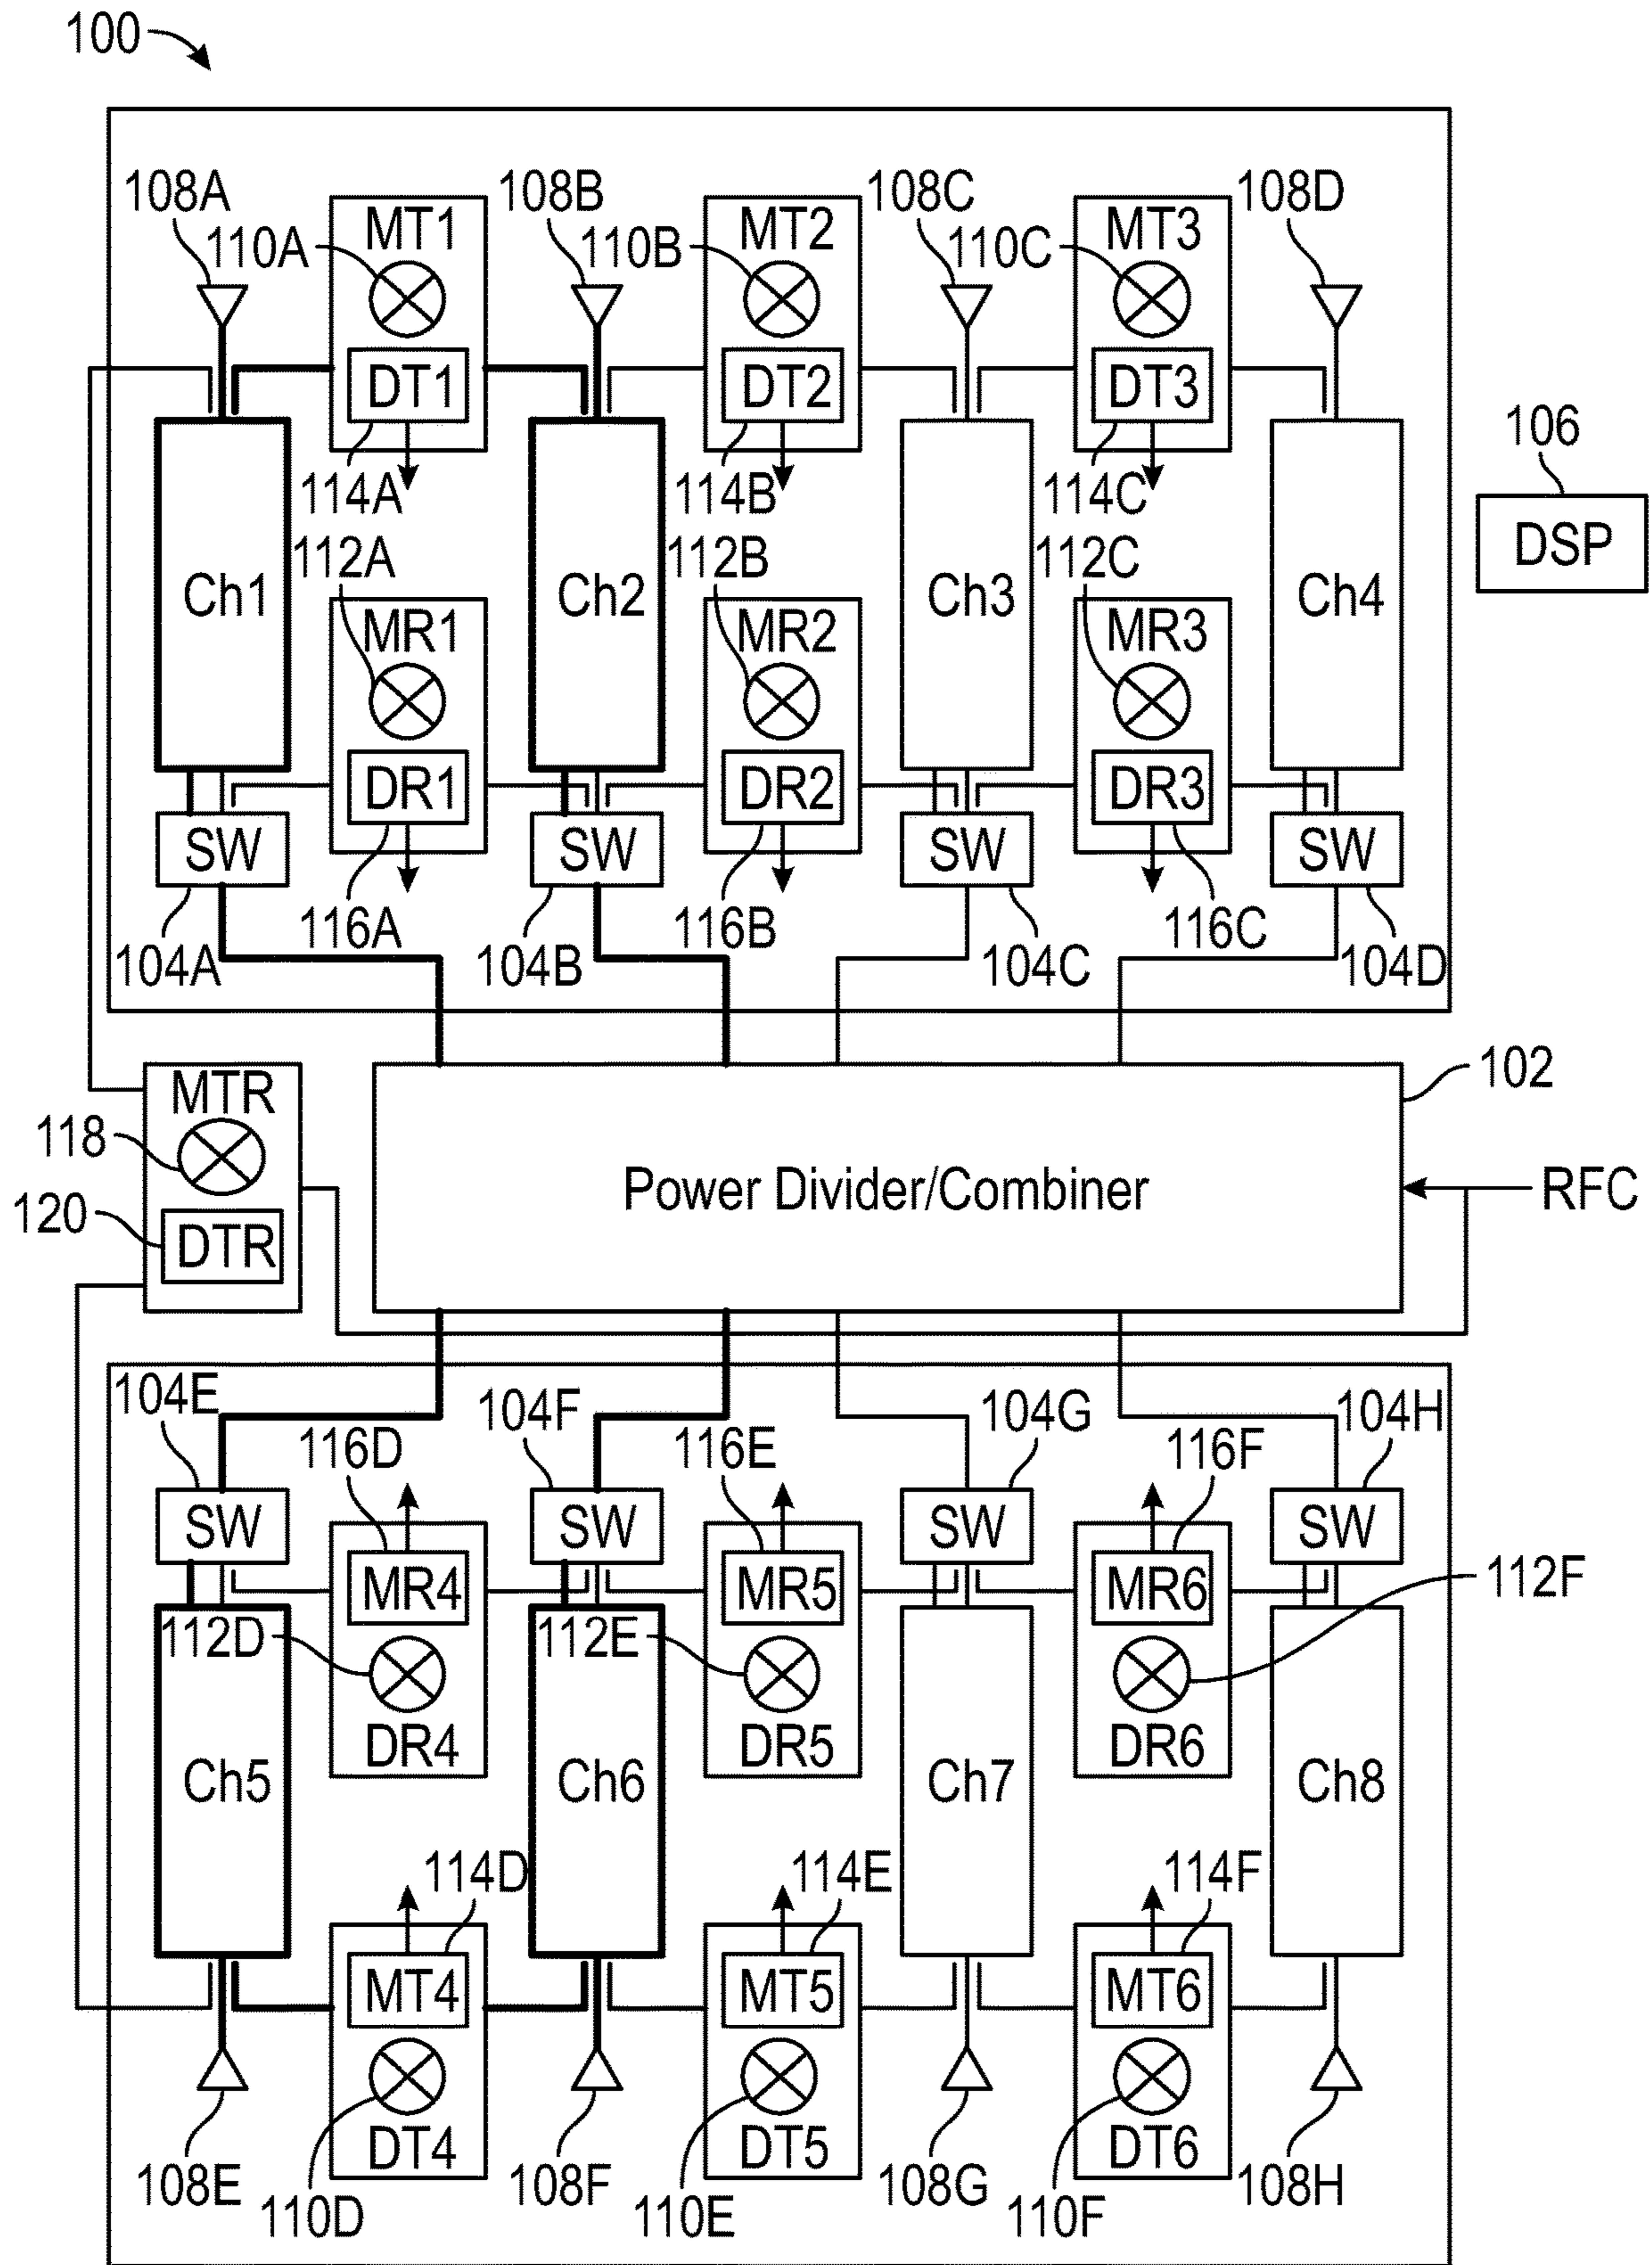 100
108A 108B 108C 108D
MT1 MT2 MT3
110A 110B 110C
DT1 DT2 DT3
106
114A 114B 114C
DSP
112A 112B 112C
Ch1 Ch2 Ch3 Ch4
MR1 MR2 MR3
DR1 DR2 DR3
SW SW SW SW
116A 116B 116C
104A 104B 104C 104D
102
MTR
118
Power Divider/Combiner
RFC
120
DTR
104E 104F 104G 104H
116D 116E 116F
SW SW SW SW
MR4 MR5 MR6
112F
112D 112E
DR4 DR5 DR6
Ch5 Ch6 Ch7 Ch8
114D 114E 114F
MT4 MT5 MT6
DT4 DT5 DT6
108E 108F 108G 108H
110D 110E 110F